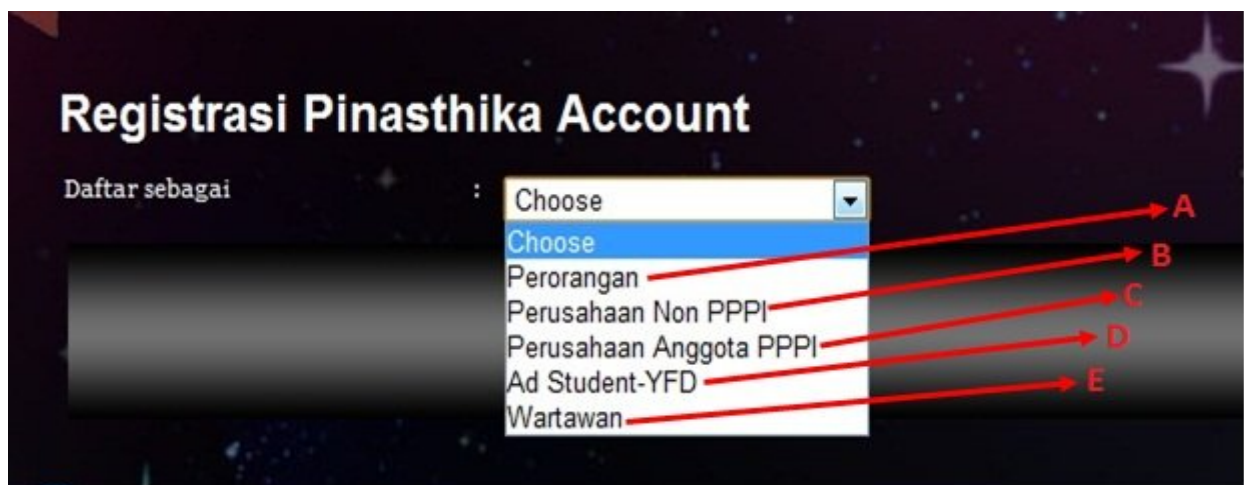 Registrasi Pinasthika Account
Daftar sebagai : Choose
Choose
Perorangan A
Perusahaan Non PPPI B
Perusahaan Anggota PPPI C
Ad Student-YFD D
Wartawan E